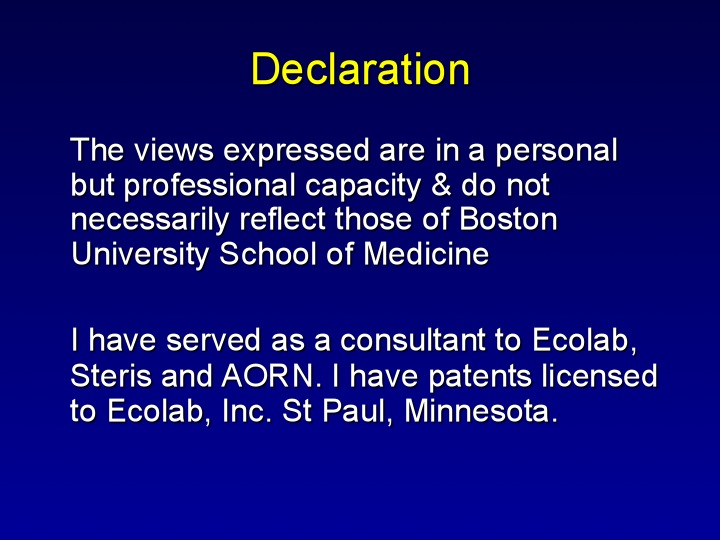 Declaration
The views expressed are in a personal
but professional capacity & do not
necessarily reflect those of Boston
University School of Medicine
I have served as a consultant to Ecolab,
Steris and AORN. I have patents licensed
to Ecolab, Inc. St Paul, Minnesota.